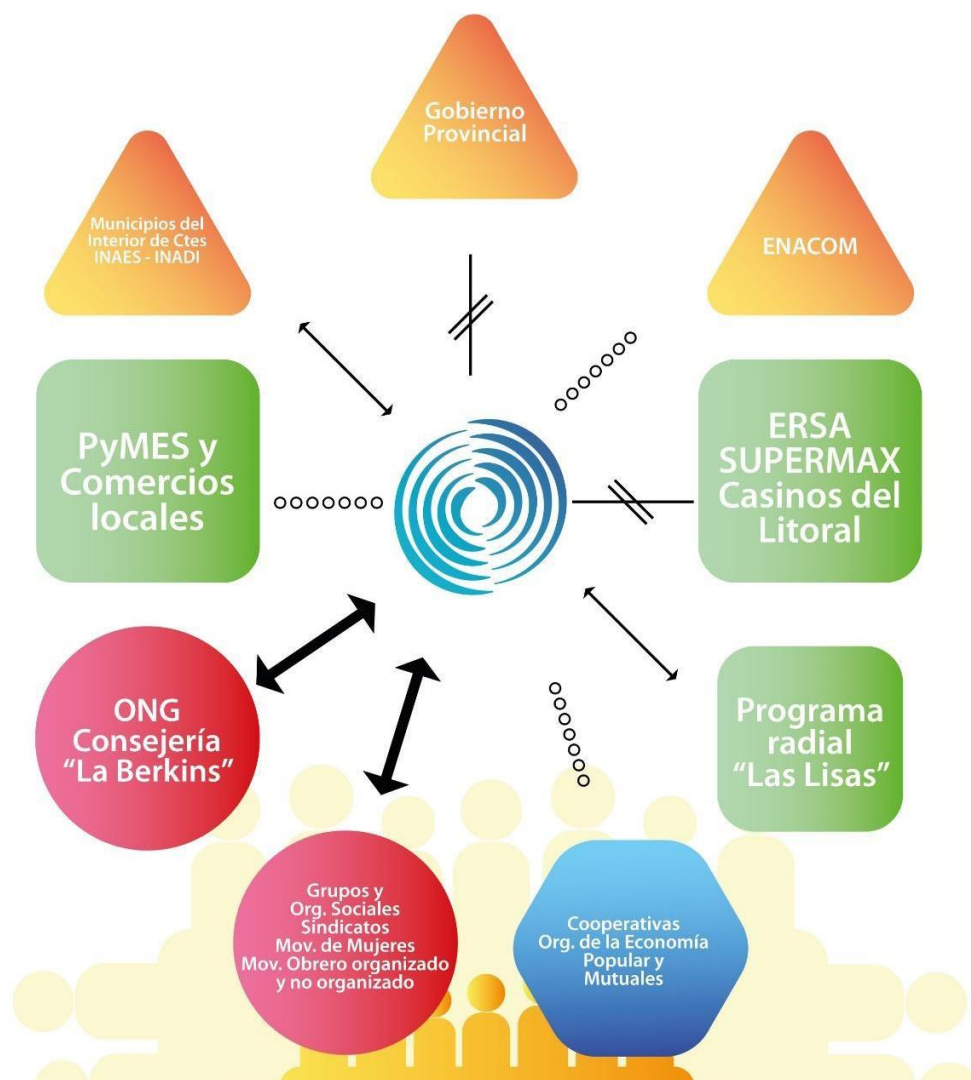 Gobierno
Provincial
Municipios del
Interior de Ctes
INAES - INADI
ENACOM
PyMES y
Comercios
locales
ERSA
SUPERMAX
Casinos del
Litoral
ONG
Consejería
“La Berkins”
Programa
radial
“Las Lisas”
Grupos y
Org. Sociales
Sindicatos
Mov. de Mujeres
Mov. Obrero organizado
y no organizado
Cooperativas
Org. de la Economía
Popular y
Mutuales